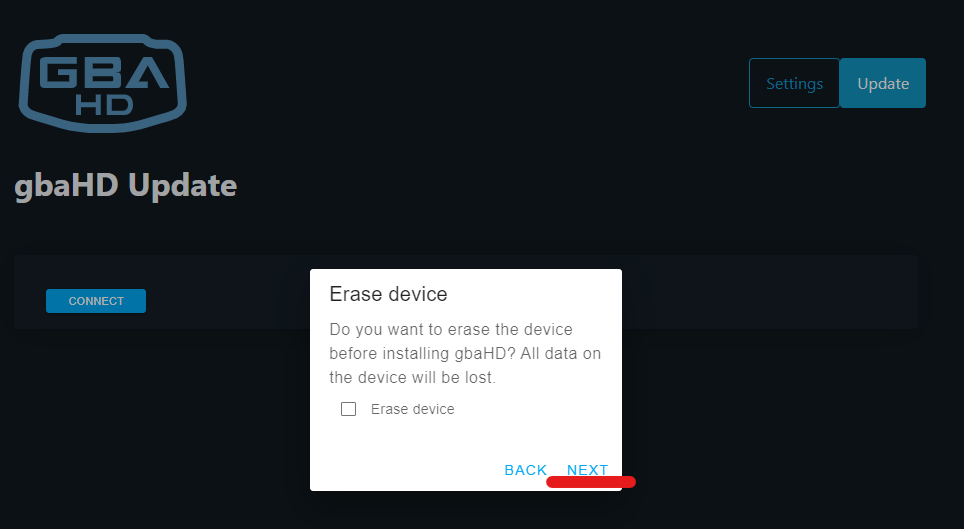 GBA
HD
Settings
Update
gbaHD Update
CONNECT
Erase device
Do you want to erase the device
before installing gbaHD? All data on
the device will be lost.
Erase device
BACK
NEXT